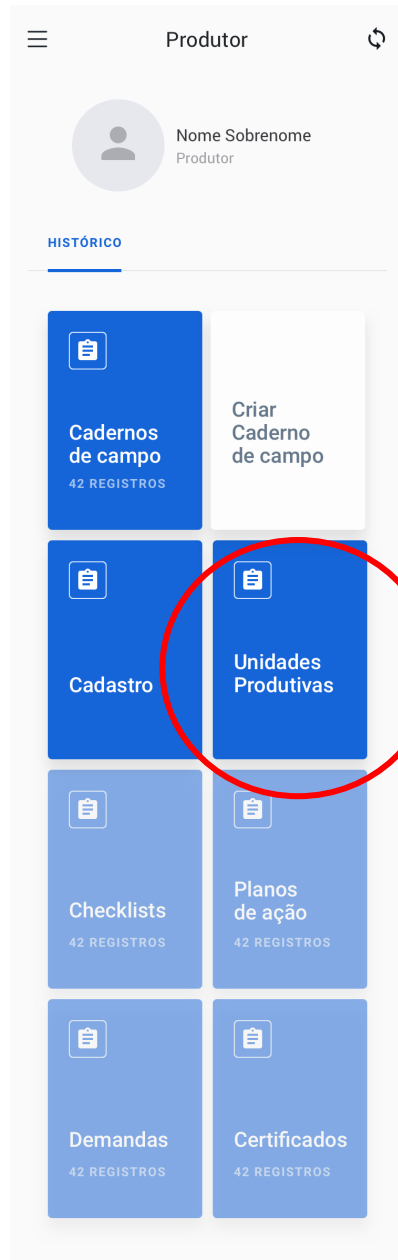 Produtor
Nome Sobrenome
Produtor
HISTÓRICO
Cadernos
de campo
42 REGISTROS
Criar
Caderno
de campo
Cadastro
Unidades
Produtivas
Checklists
42 REGISTROS
Planos
de ação
42 REGISTROS
Demandas
42 REGISTROS
Certificados
42 REGISTROS